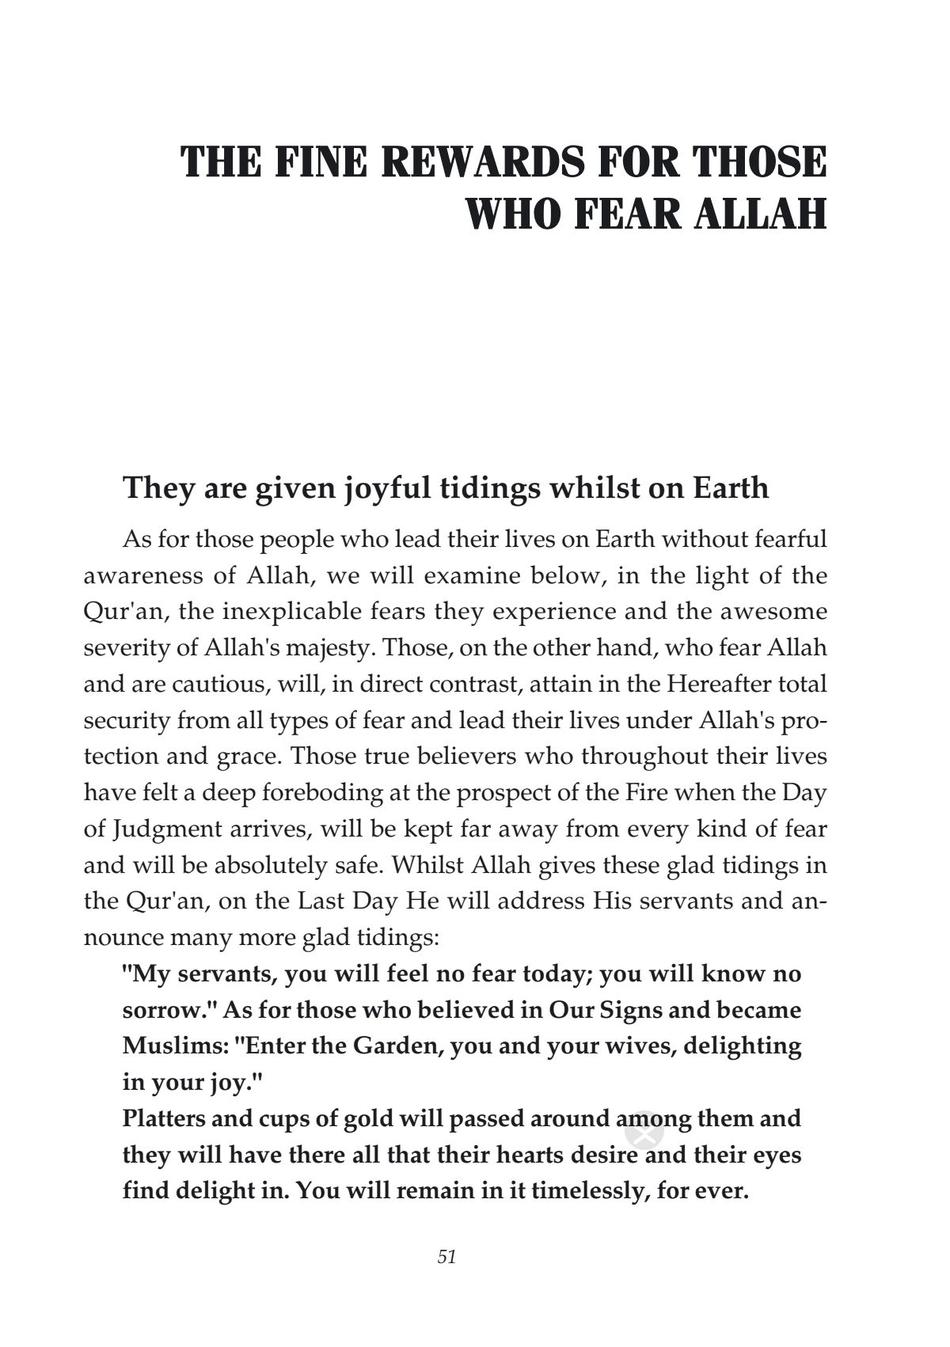 THE FINE REWARDS FOR THOSE
WHO FEAR ALLAH
They are given joyful tidings whilst on Earth
As for those people who lead their lives on Earth without fearful
awareness of Allah, we will examine below, in the light of the
Qur'an, the inexplicable fears they experience and the awesome
severity of Allah's majesty. Those, on the other hand, who fear Allah
and are cautious, will, in direct contrast, attain in the Hereafter total
security from all types of fear and lead their lives under Allah's pro-
tection and grace. Those true believers who throughout their lives
have felt a deep foreboding at the prospect of the Fire when the Day
of Judgment arrives, will be kept far away from every kind of fear
and will be absolutely safe. Whilst Allah gives these glad tidings in
the Qur'an, on the Last Day He will address His servants and an-
nounce many more glad tidings:
"My servants, you will feel no fear today; you will know no
sorrow." As for those who believed in Our Signs and became
Muslims: "Enter the Garden, you and your wives, delighting
in your joy."
Platters and cups of gold will passed around among them and
they will have there all that their hearts desire and their eyes
find delight in. You will remain in it timelessly, for ever.
51